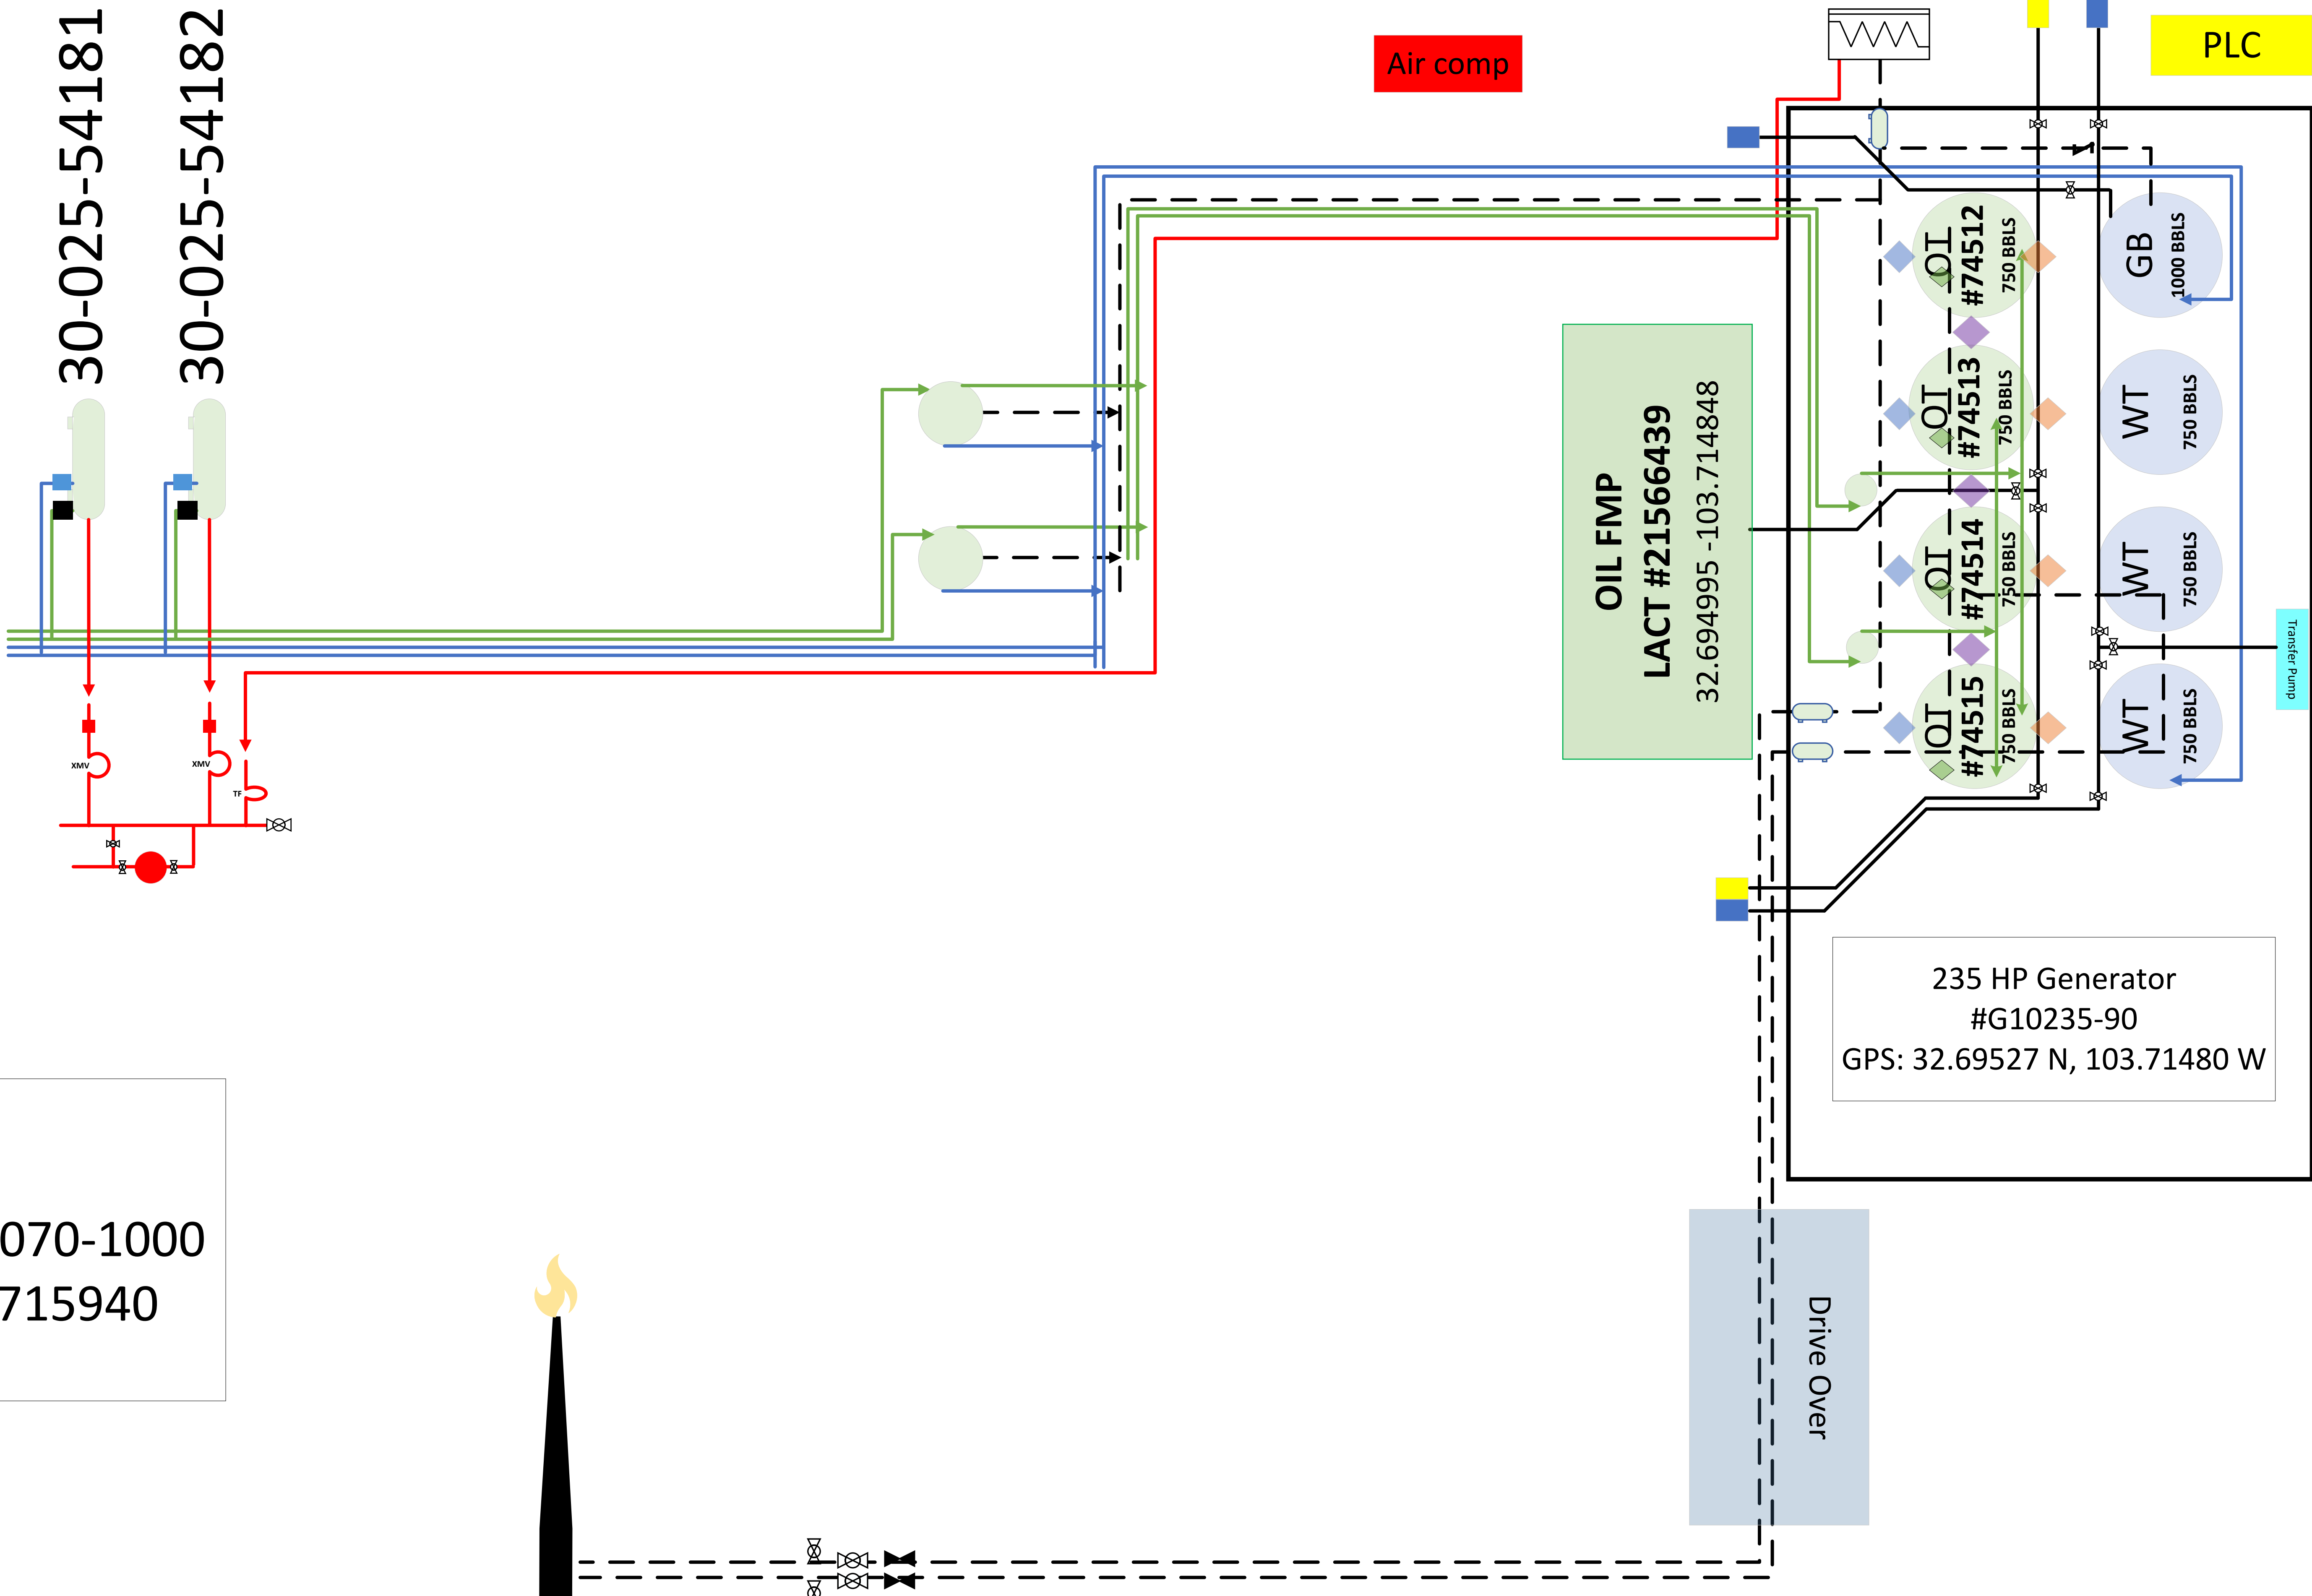 30-025-54181
30-025-54182
Air comp
PLC
OT
#74512
750 BBLS
GB
1000 BBLS
OT
#74513
750 BBLS
WT
750 BBLS
OIL FMP
LACT #21566439
32.694995 -103.714848
OT
#74514
750 BBLS
WT
750 BBLS
Transfer Pump
OT
#74515
750 BBLS
WT
750 BBLS
XMV
XMV
TF
235 HP Generator
#G10235-90
GPS: 32.69527 N, 103.71480 W
070-1000
715940
Drive Over